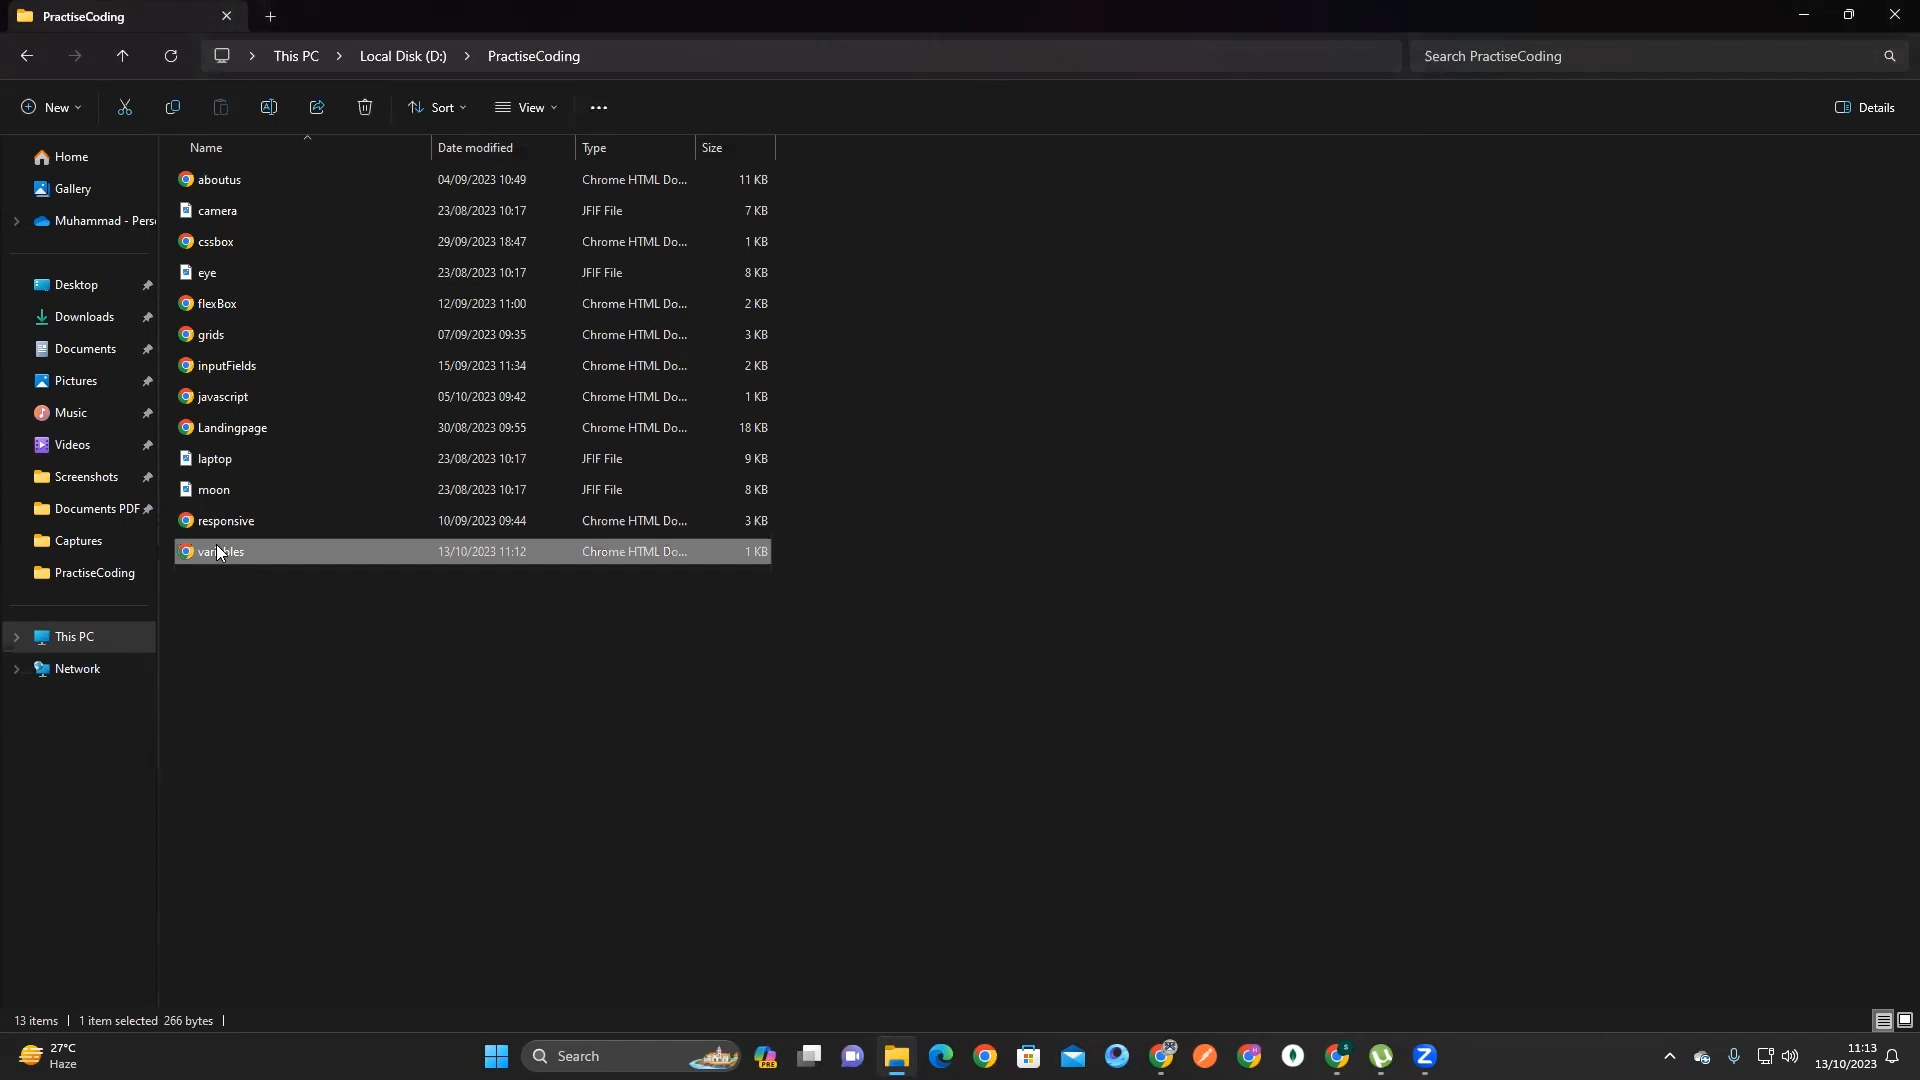 PractiseCoding
This PC > Local Disk (D:) > PractiseCoding
Search PractiseCoding
New
Sort
View
Details
Name Date modified Type Size
Home
Gallery
Muhammad - Pers
Desktop
Downloads
Documents
Pictures
Music
Videos
Screenshots
Documents PDF
Captures
PractiseCoding
This PC
Network
aboutus 04/09/2023 10:49 Chrome HTML Do... 11 KB
camera 23/08/2023 10:17 JFIF File 7 KB
cssbox 29/09/2023 18:47 Chrome HTML Do... 1 KB
eye 23/08/2023 10:17 JFIF File 8 KB
flexBox 12/09/2023 11:00 Chrome HTML Do... 2 KB
grids 07/09/2023 09:35 Chrome HTML Do... 3 KB
inputFields 15/09/2023 11:34 Chrome HTML Do... 2 KB
javascript 05/10/2023 09:42 Chrome HTML Do... 1 KB
Landingpage 30/08/2023 09:55 Chrome HTML Do... 18 KB
laptop 23/08/2023 10:17 JFIF File 9 KB
moon 23/08/2023 10:17 JFIF File 8 KB
responsive 10/09/2023 09:44 Chrome HTML Do... 3 KB
variables 13/10/2023 11:12 Chrome HTML Do... 1 KB
13 items | 1 item selected 266 bytes |
27°C
Haze
Search
PRE
11:13
13/10/2023